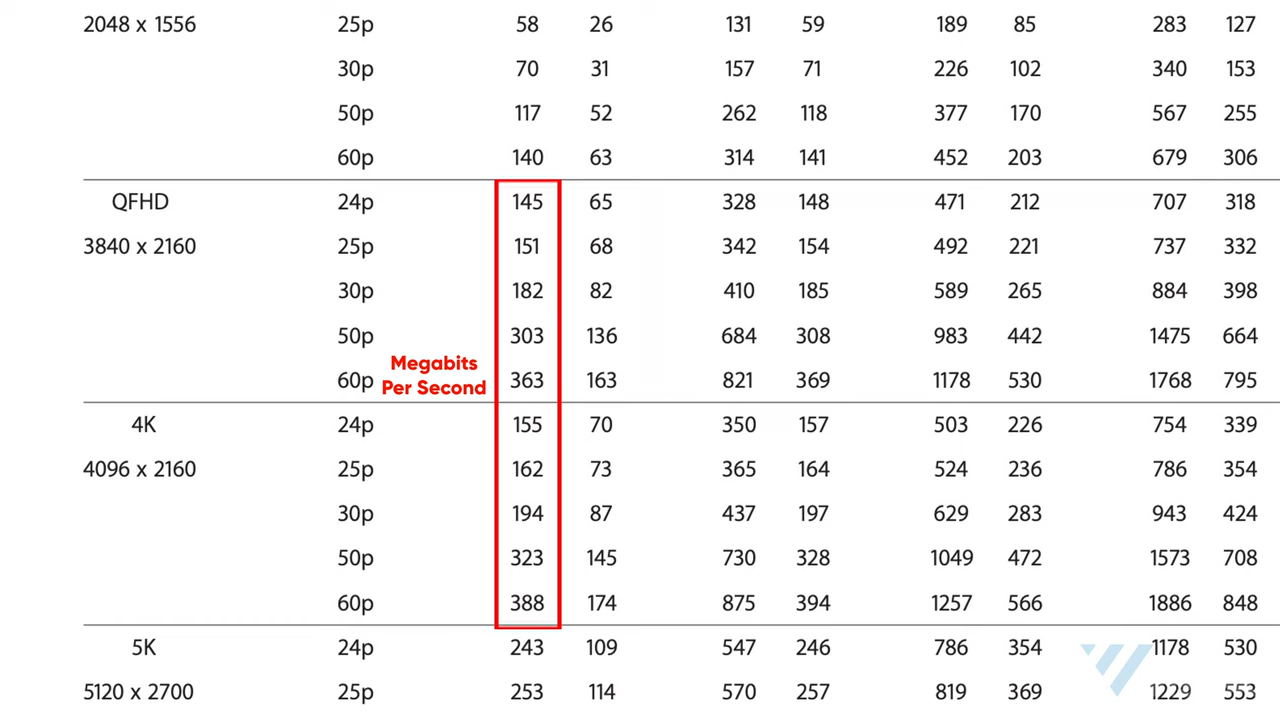 2048 x 1556 25p 58 26 131 59 189 85 283 127
30p 70 31 157 71 226 102 340 153
50p 117 52 262 118 377 170 567 255
60p 140 63 314 141 452 203 679 306
QFHD 24p 145 65 328 148 471 212 707 318
3840 x 2160 25p 151 68 342 154 492 221 737 332
30p 182 82 410 185 589 265 884 398
50p 303 136 684 308 983 442 1475 664
Megabits
Per Second
60p 363 163 821 369 1178 530 1768 795
4K 24p 155 70 350 157 503 226 754 339
4096 x 2160 25p 162 73 365 164 524 236 786 354
30p 194 87 437 197 629 283 943 424
50p 323 145 730 328 1049 472 1573 708
60p 388 174 875 394 1257 566 1886 848
5K 24p 243 109 547 246 786 354 1178 530
5120 x 2700 25p 253 114 570 257 819 369 1229 553